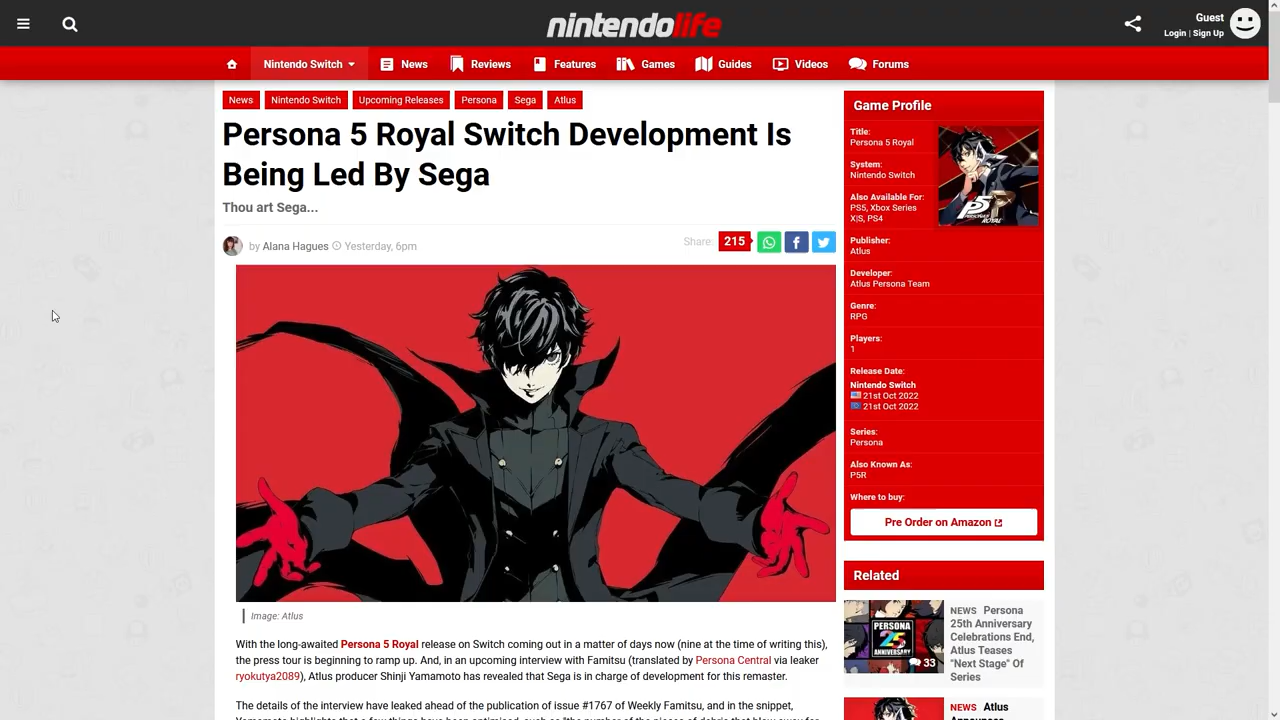 nintendolife
Guest
Login | Sign Up
Nintendo Switch
News
Reviews
Features
Games
Guides
Videos
Forums
News
Nintendo Switch
Upcoming Releases
Persona
Sega
Atlus
Persona 5 Royal Switch Development Is
Being Led By Sega
Thou art Sega...
by Alana Hagues Yesterday, 6pm
Share:
215
Image: Atlus
With the long-awaited Persona 5 Royal release on Switch coming out in a matter of days now (nine at the time of writing this),
the press tour is beginning to ramp up. And, in an upcoming interview with Famitsu (translated by Persona Central via leaker
ryokutya2089), Atlus producer Shinji Yamamoto has revealed that Sega is in charge of development for this remaster.
The details of the interview have leaked ahead of the publication of issue #1767 of Weekly Famitsu, and in the snippet,
Game Profile
Title:
Persona 5 Royal
System:
Nintendo Switch
Also Available For:
PS5, Xbox Series
X|S, PS4
Publisher:
Atlus
Developer:
Atlus Persona Team
Genre:
RPG
Players:
1
Release Date:
Nintendo Switch
21st Oct 2022
21st Oct 2022
Series:
Persona
Also Known As:
P5R
Where to buy:
Pre Order on Amazon
Related
PERSONA
25
ANNIVERSARY
33
NEWS Persona
25th Anniversary
Celebrations End,
Atlus Teases
"Next Stage" Of
Series
NEWS Atlus